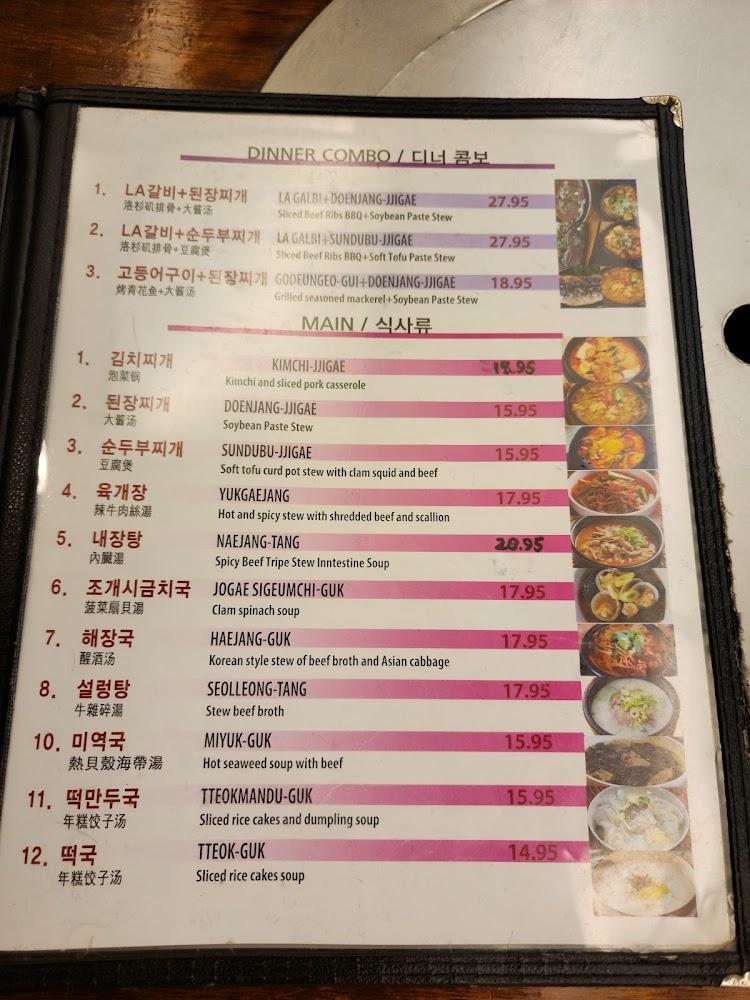 DINNER COMBO / 디너 콤보
1. LA갈비+된장찌개 LA GALBI+DOENJANG-JJIGAE 27.95
洛杉矶排骨+大酱汤 Sliced Beef Ribs BBQ+Soybean Paste Stew
2. LA갈비+순두부찌개 LA GALBI+SUNDUBU-JJIGAE 27.95
洛杉矶排骨+豆腐煲 Sliced Beef Ribs BBQ+Soft Tofu Paste Stew
3. 고등어구이+된장찌개 GODEUNGEO-GUI+DOENJANG-JJIGAE 18.95
烤青花鱼+大酱汤 Grilled seasoned mackerel+Soybean Paste Stew
MAIN / 식사류
1. 김치찌개 KIMCHI-JJIGAE
泡菜锅 Kimchi and sliced pork casserole
2. 된장찌개 DOENJANG-JJIGAE 15.95
大酱汤 Soybean Paste Stew
3. 순두부찌개 SUNDUBU-JJIGAE 15.95
豆腐煲 Soft tofu curd pot stew with clam squid and beef
4. 육개장 YUKGAEJANG 17.95
辣牛肉絲湯 Hot and spicy stew with shredded beef and scallion
5. 내장탕 NAEJANG-TANG 20.95
內臟湯 Spicy Beef Tripe Stew Inntestine Soup
6. 조개시금치국 JOGAE SIGEUMCHI-GUK 17.95
菠菜扇貝湯 Clam spinach soup
7. 해장국 HAEJANG-GUK 17.95
醒酒汤 Korean style stew of beef broth and Asian cabbage
8. 설렁탕 SEOLLEONG-TANG 17.95
牛雜碎湯 Stew beef broth
10. 미역국 MIYUK-GUK 15.95
熱貝殼海帶湯 Hot seaweed soup with beef
11. 떡만두국 TTEOKMANDU-GUK 15.95
年糕饺子汤 Sliced rice cakes and dumpling soup
12. 떡국 TTEOK-GUK 14.95
年糕饺子汤 Sliced rice cakes soup